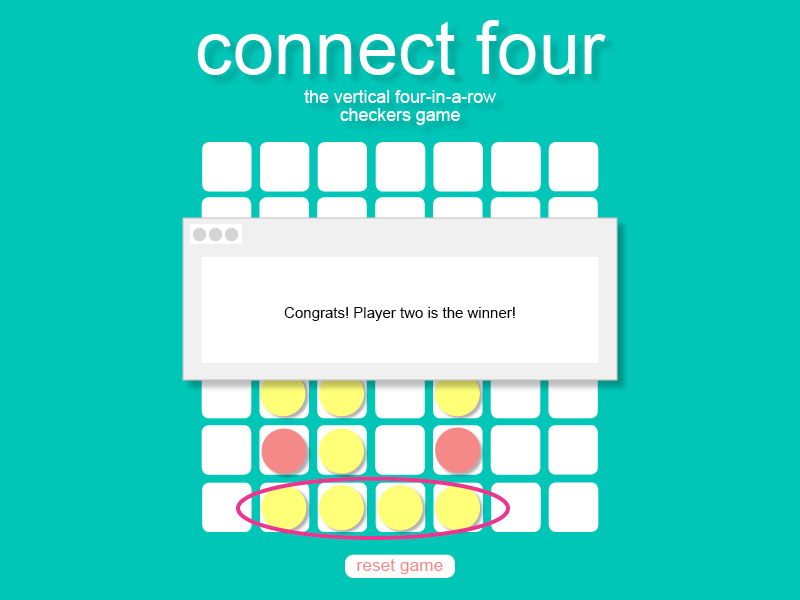 connect four
the vertical four-in-a-row
checkers game
Congrats! Player two is the winner!
reset game